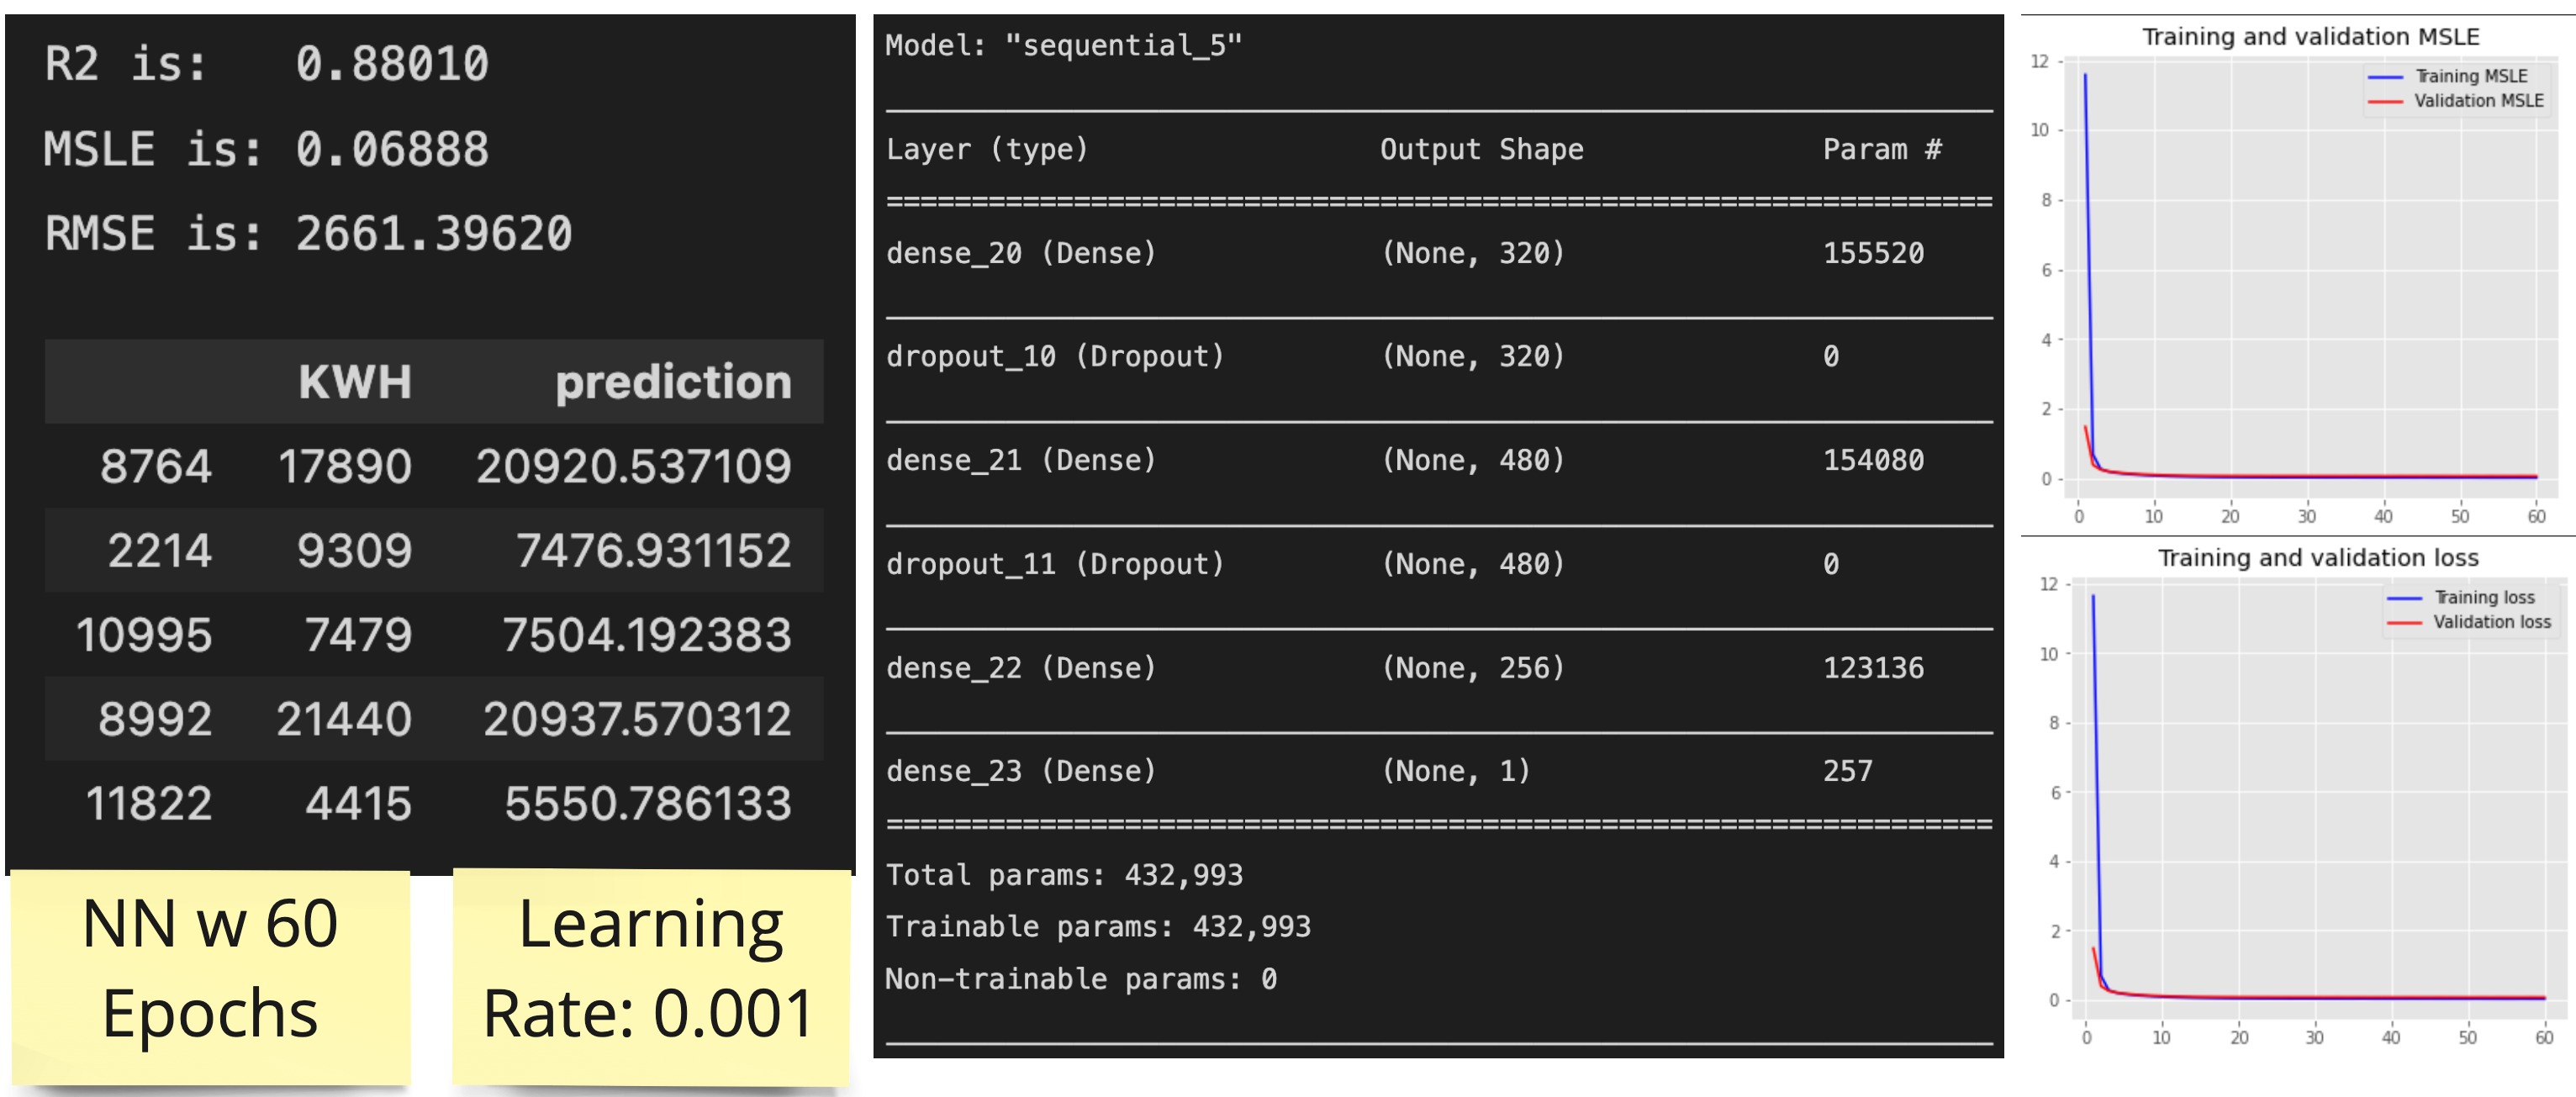 R2 is: 0.88010
MSLE is: 0.06888
RMSE is: 2661.39620
KWH prediction
8764 17890 20920.537109
2214 9309 7476.931152
10995 7479 7504.192383
8992 21440 20937.570312
11822 4415 5550.786133
NN w 60
Epochs
Learning
Rate: 0.001
Model: "sequential_5"
Layer (type) Output Shape Param #
=================================================================
dense_20 (Dense) (None, 320) 155520
dropout_10 (Dropout) (None, 320) 0
dense_21 (Dense) (None, 480) 154080
dropout_11 (Dropout) (None, 480) 0
dense_22 (Dense) (None, 256) 123136
dense_23 (Dense) (None, 1) 257
=================================================================
Total params: 432,993
Trainable params: 432,993
Non-trainable params: 0
Training and validation MSLE
Training MSLE
Validation MSLE
12
10
8
6
4
2
0
0 10 20 30 40 50 60
Training and validation loss
Training loss
Validation loss
12
10
8
6
4
2
0
0 10 20 30 40 50 60